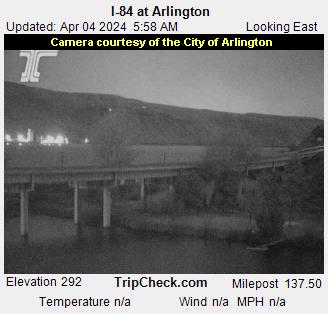 I-84 at Arlington
Updated: Apr 04 2024 5:58 AM Looking East
Camera courtesy of the City of Arlington
Elevation 292 TripCheck.com Milepost 137.50
Temperature n/a Wind n/a MPH n/a